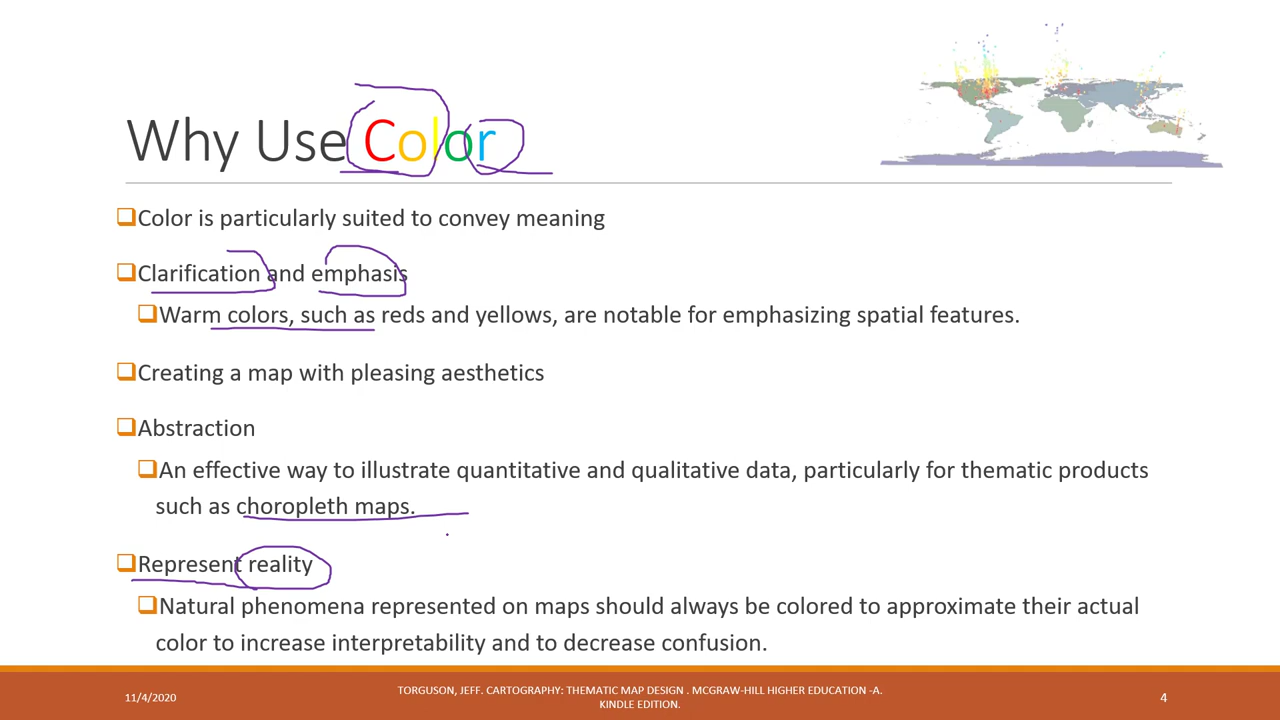 Why Use Color
Color is particularly suited to convey meaning
Clarification and emphasis
Warm colors, such as reds and yellows, are notable for emphasizing spatial features.
Creating a map with pleasing aesthetics
Abstraction
An effective way to illustrate quantitative and qualitative data, particularly for thematic products
such as choropleth maps.
Represent reality
Natural phenomena represented on maps should always be colored to approximate their actual
color to increase interpretability and to decrease confusion.
11/4/2020
TORGUSON, JEFF. CARTOGRAPHY: THEMATIC MAP DESIGN . MCGRAW-HILL HIGHER EDUCATION -A.
KINDLE EDITION.
4